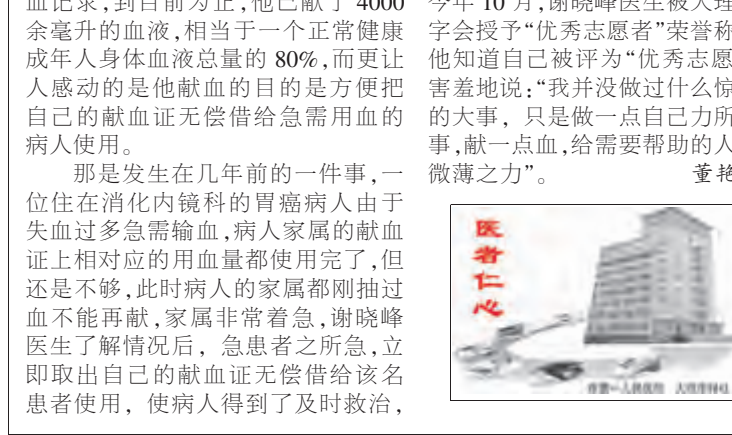 血记录,到目前为止,他已献了 4000
余毫升的血液,相当于一个正常健康
成年人身体血液总量的 80%,而更让
人感动的是他献血的目的是方便把
自己的献血证无偿借给急需用血的
病人使用。
那是发生在几年前的一件事,一
位住在消化内镜科的胃癌病人由于
失血过多急需输血,病人家属的献血
证上相对应的用血量都使用完了,但
还是不够,此时病人的家属都刚抽过
血不能再献,家属非常着急,谢晓峰
医生了解情况后，急患者之所急,立
即取出自己的献血证无偿借给该名
患者使用，使病人得到了及时救治,
今年 10 月,谢晓峰医生被大理
字会授予“优秀志愿者”荣誉称
他知道自己被评为“优秀志愿
害羞地说:“我并没做过什么惊
的大事，只是做一点自己力所
事,献一点血,给需要帮助的人
微薄之力”。 董艳
医者仁心